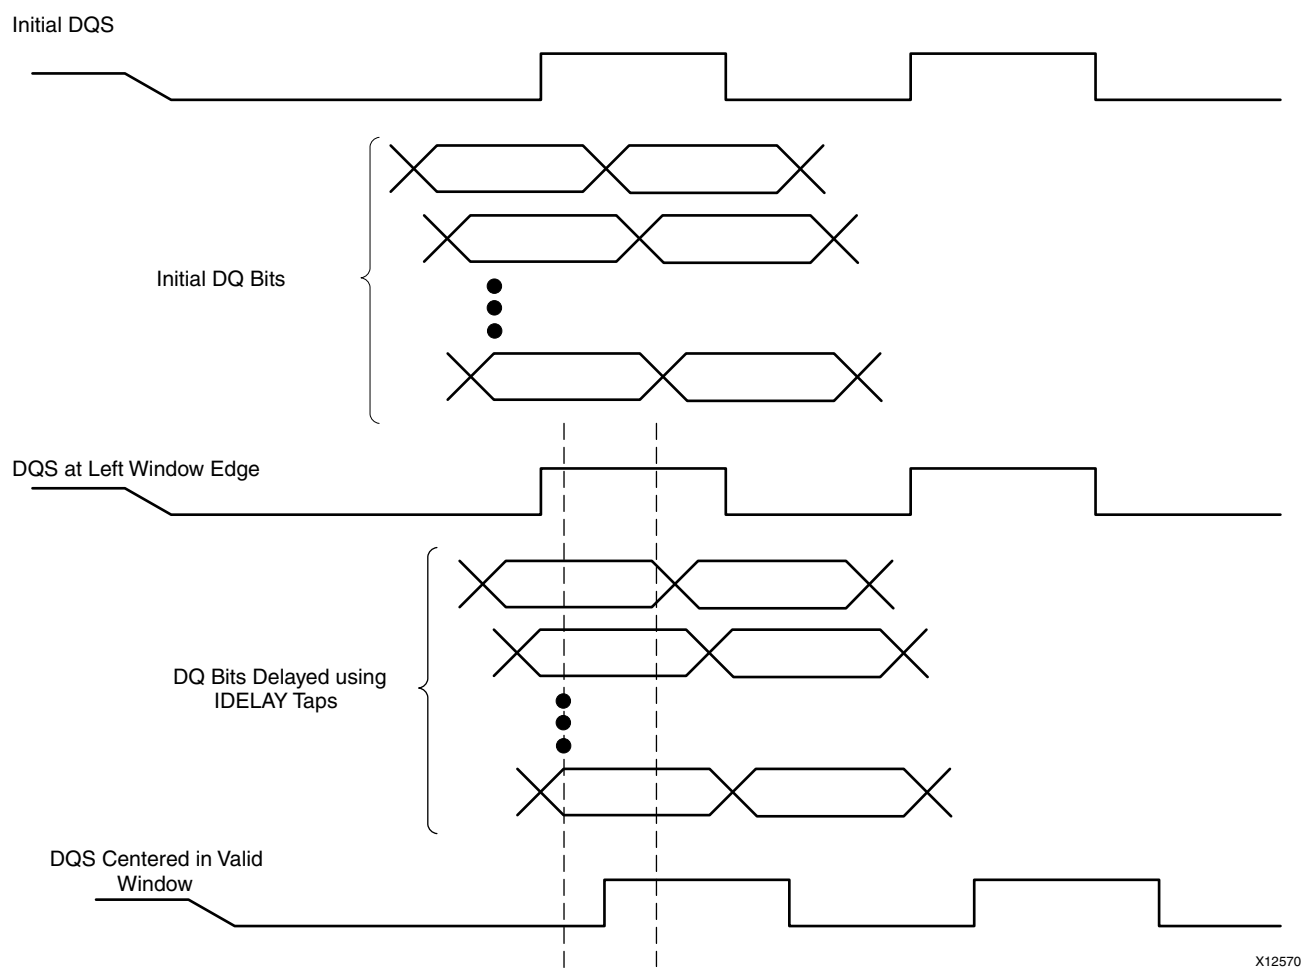 Initial DQS
Initial DQ Bits
DQS at Left Window Edge
DQ Bits Delayed using
IDELAY Taps
DQS Centered in Valid
Window
X12570